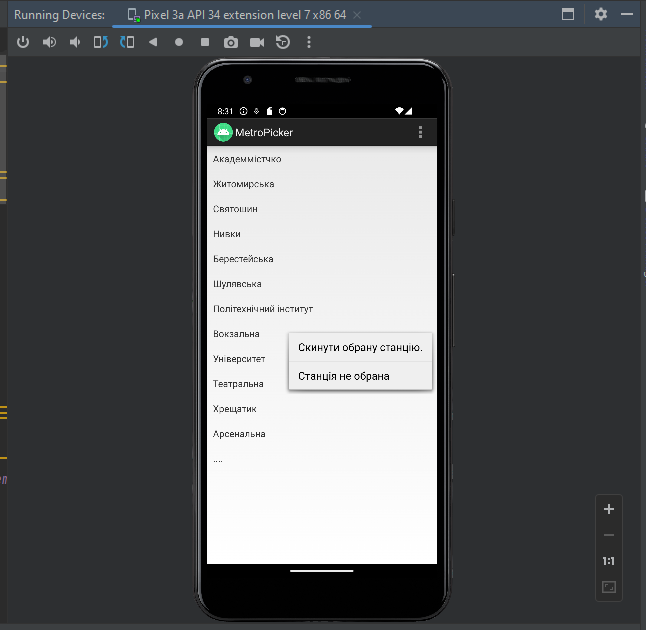 Running Devices:
Pixel 3a API 34 extension level 7 x86 64
8:31
MetroPicker
Академмістчко
Житомирська
Святошин
Нивки
Берестейська
Шулявська
Політехнічний інститут
Вокзальна
Університет
Театральна
Хрещатик
Арсенальна
....
Скинути обрану станцію.
Станція не обрана
1:1